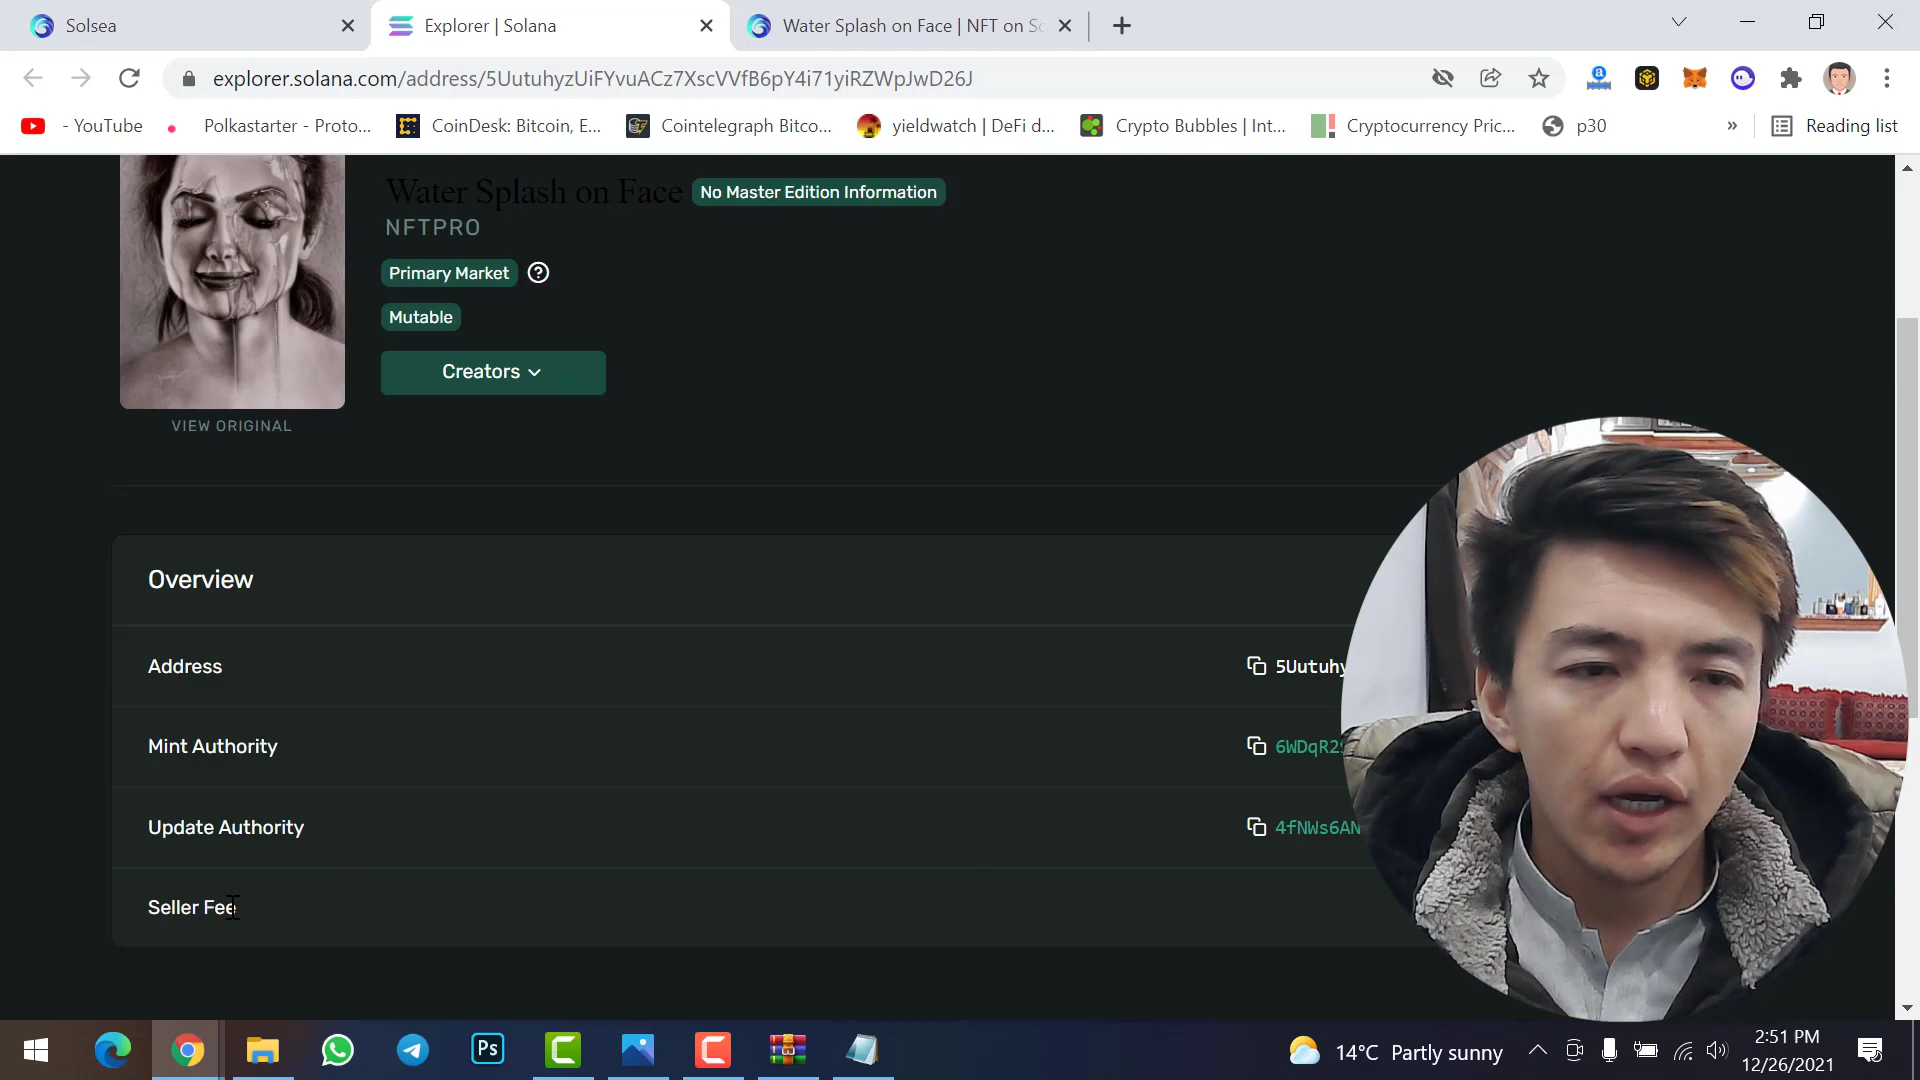 Solsea
Explorer | Solana
Water Splash on Face | NFT on So
explorer.solana.com/address/5UutuhyzUiFYvuACz7XscVVfB6pY4i71yiRZWpJwD26J
- YouTube
Polkastarter - Proto...
CoinDesk: Bitcoin, E...
Cointelegraph Bitco...
yieldwatch | DeFi d...
Crypto Bubbles | Int...
Cryptocurrency Pric...
p30
»
Reading list
Water Splash on Face
No Master Edition Information
NFTPRO
Primary Market
Mutable
Creators
VIEW ORIGINAL
Overview
Address
5Uutuhy
Mint Authority
6WDqR2S
Update Authority
4fNWs6AN
Seller Fee
Ps
14°C Partly sunny
2:51 PM
12/26/2021